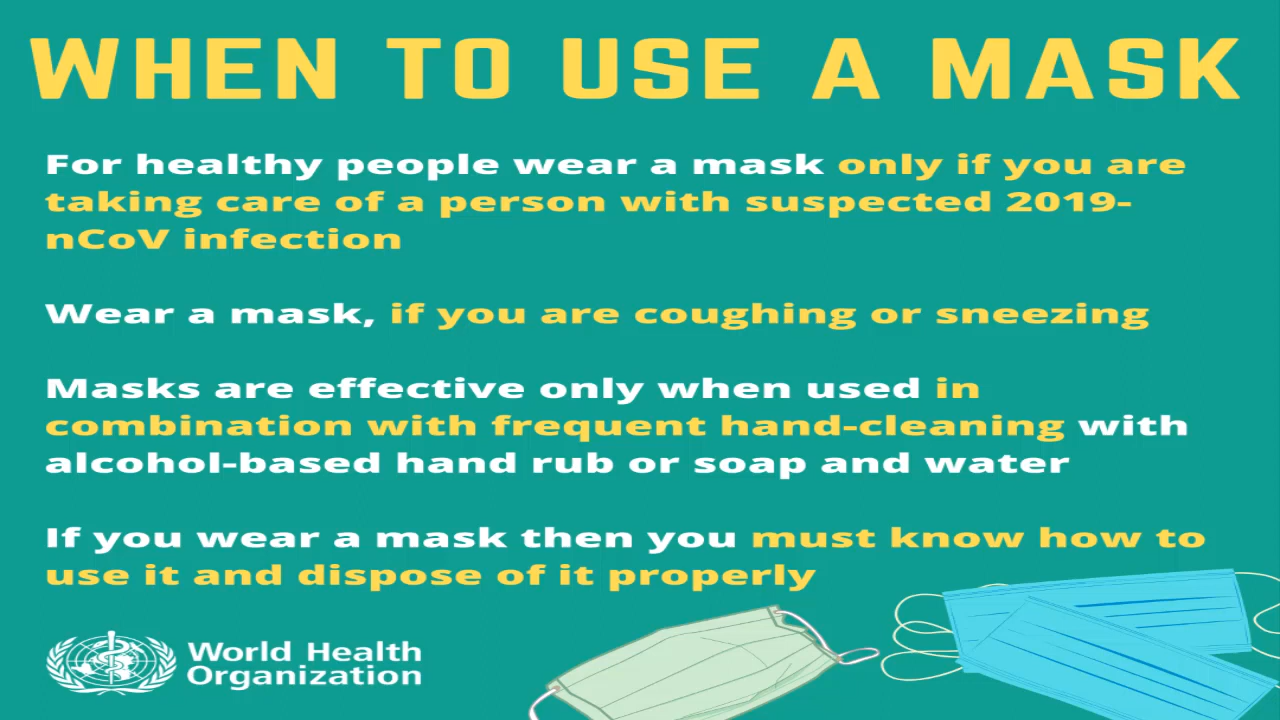 WHEN TO USE A MASK
For healthy people wear a mask only if you are
taking care of a person with suspected 2019-
nCoV infection
Wear a mask, if you are coughing or sneezing
Masks are effective only when used in
combination with frequent hand-cleaning with
alcohol-based hand rub or soap and water
If you wear a mask then you must know how to
use it and dispose of it properly
World Health
Organization